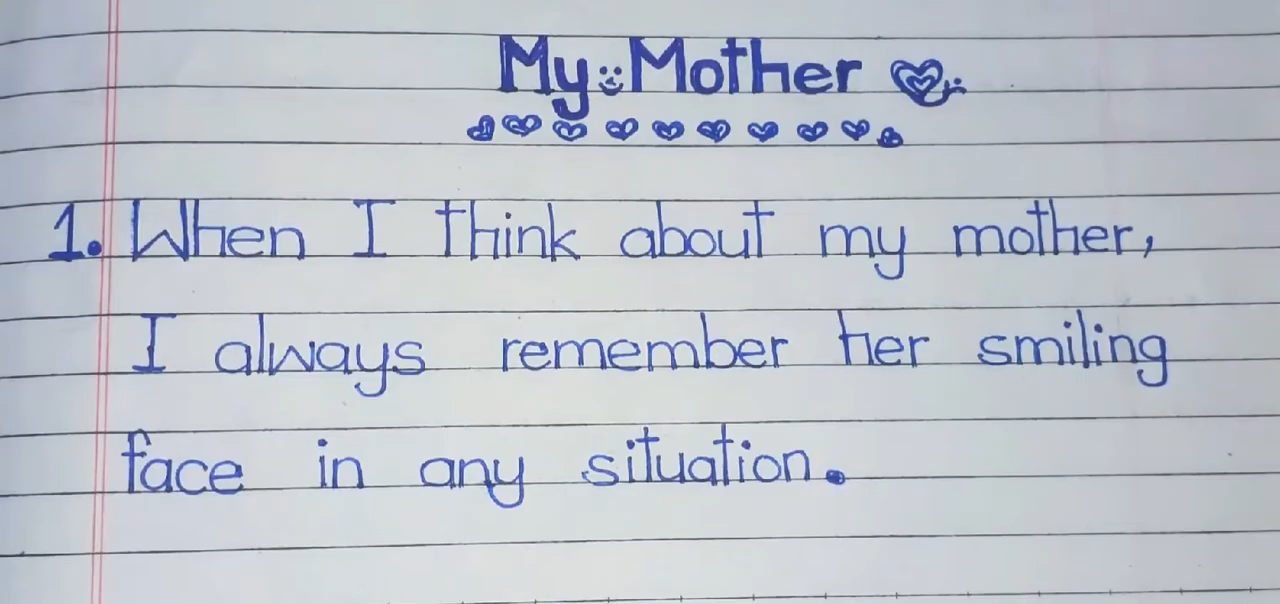 My Mother
1. When I think about my mother,
I always remember her smiling
face in any situation.